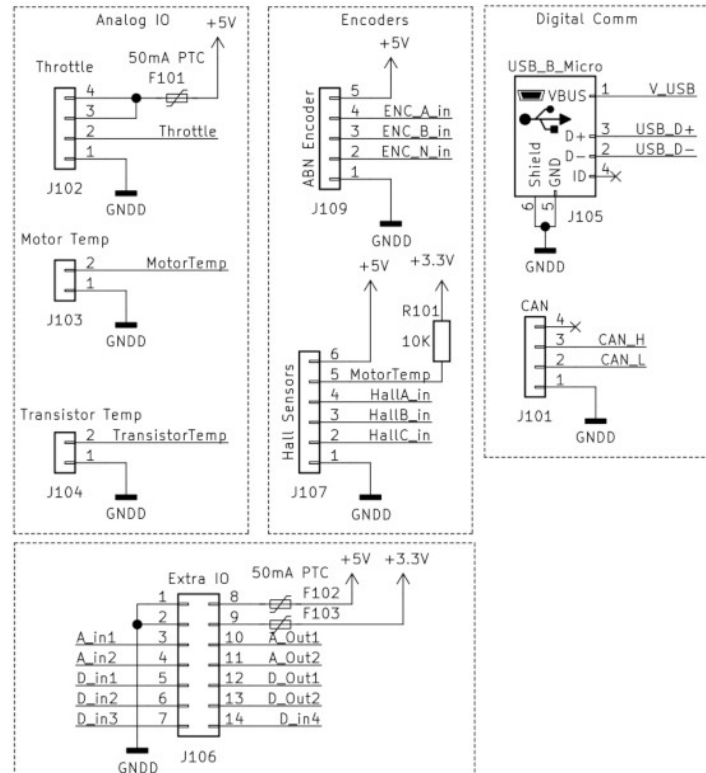 Analog IO
+5V
50mA PTC
F101
Throttle
4
3
2 Throttle
1
J102
GNDD
Motor Temp
2 MotorTemp
1
J103
GNDD
Transistor Temp
2 TransistorTemp
1
J104
GNDD
Encoders
+5V
ABN Encoder
5
4 ENC_A_in
3 ENC_B_in
2 ENC_N_in
1
J109
GNDD
+5V +3.3V
R101
10K
Hall Sensors
6
5 MotorTemp
4 HallA_in
3 HallB_in
2 HallC_in
1
J107
GNDD
Digital Comm
USB_B_Micro
VBUS 1 V_USB
D+ 3 USB_D+
D- 2 USB_D-
ID 4
Shield GND
6 5
J105
GNDD
CAN
4
3 CAN_H
2 CAN_L
1
J101
GNDD
+5V +3.3V
Extra IO 50mA PTC
1 8 F102
2 9 F103
A_in1 3 10 A_Out1
A_in2 4 11 A_Out2
D_in1 5 12 D_Out1
D_in2 6 13 D_Out2
D_in3 7 14 D_in4
J106
GNDD